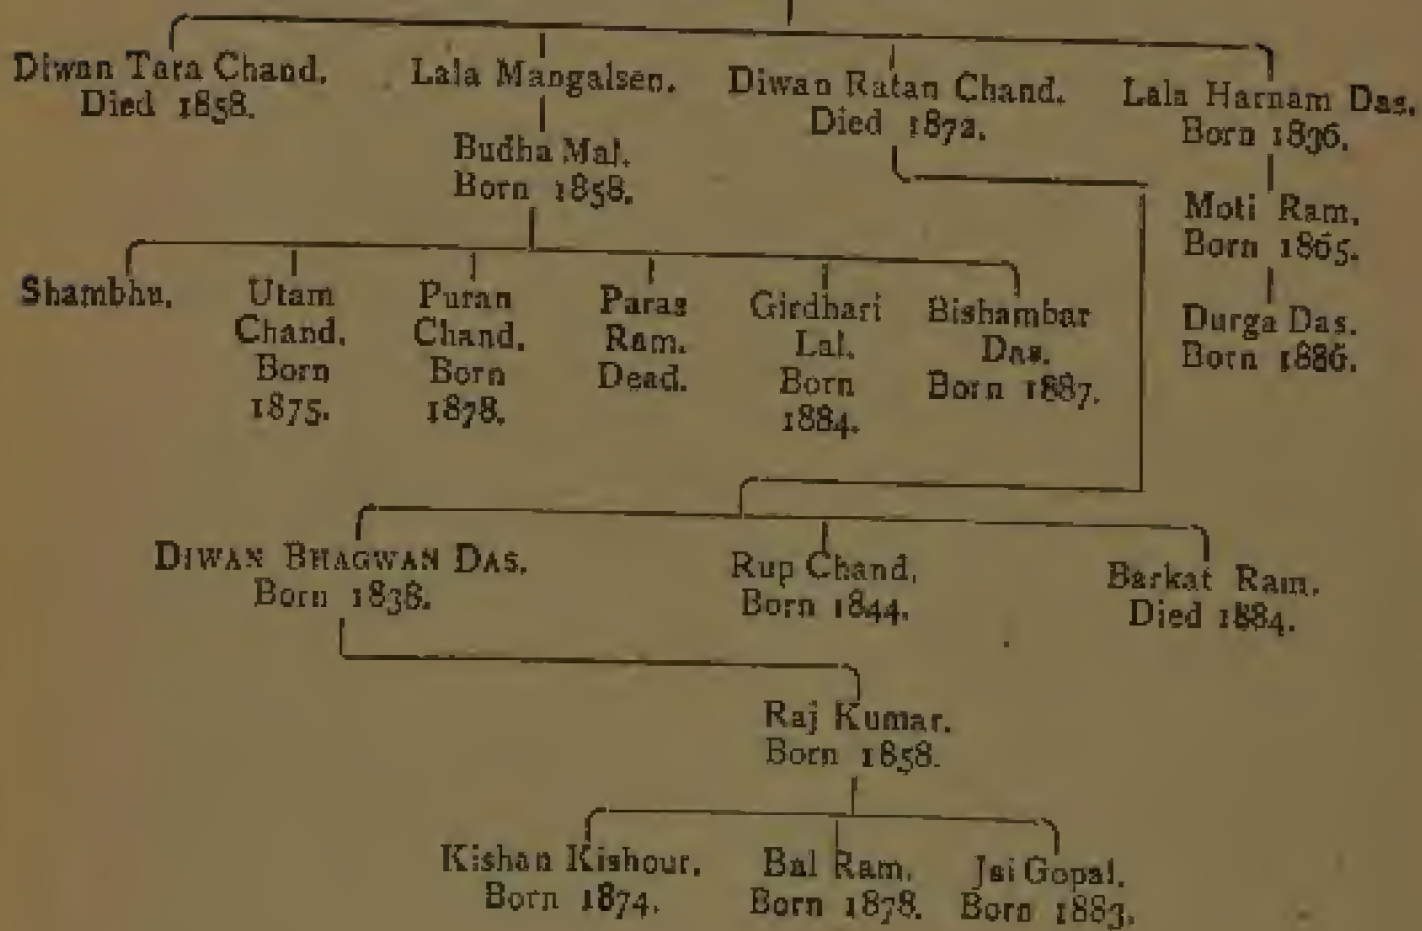 Diwan Tara Chand.
Died 1858.
Lala Mangalsen.
Diwan Ratan Chand.
Died 1872.
Lala Harnam Das.
Born 1836.
Budha Mal.
Born 1858.
Moti Ram.
Born 1865.
Durga Das.
Born 1886.
Shambhu.
Utam
Chand.
Born
1875.
Puran
Chand.
Born
1878.
Paras
Ram.
Dead.
Girdhari
Lal.
Born
1884.
Bishambar
Das.
Born 1887.
DIWAN BHAGWAN DAS.
Born 1838.
Rup Chand.
Born 1844.
Barkat Ram.
Died 1884.
Raj Kumar.
Born 1858.
Kishan Kishour.
Born 1874.
Bal Ram.
Born 1878.
Jai Gopal.
Born 1883.